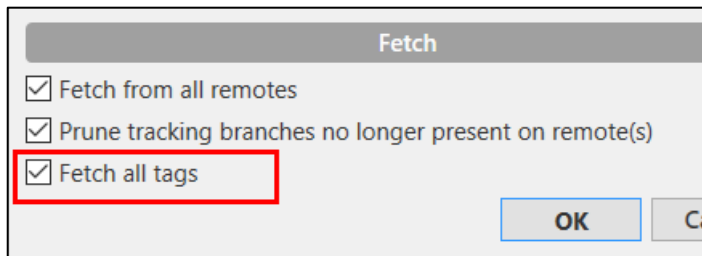 Fetch
Fetch from all remotes
Prune tracking branches no longer present on remote(s)
Fetch all tags
OK